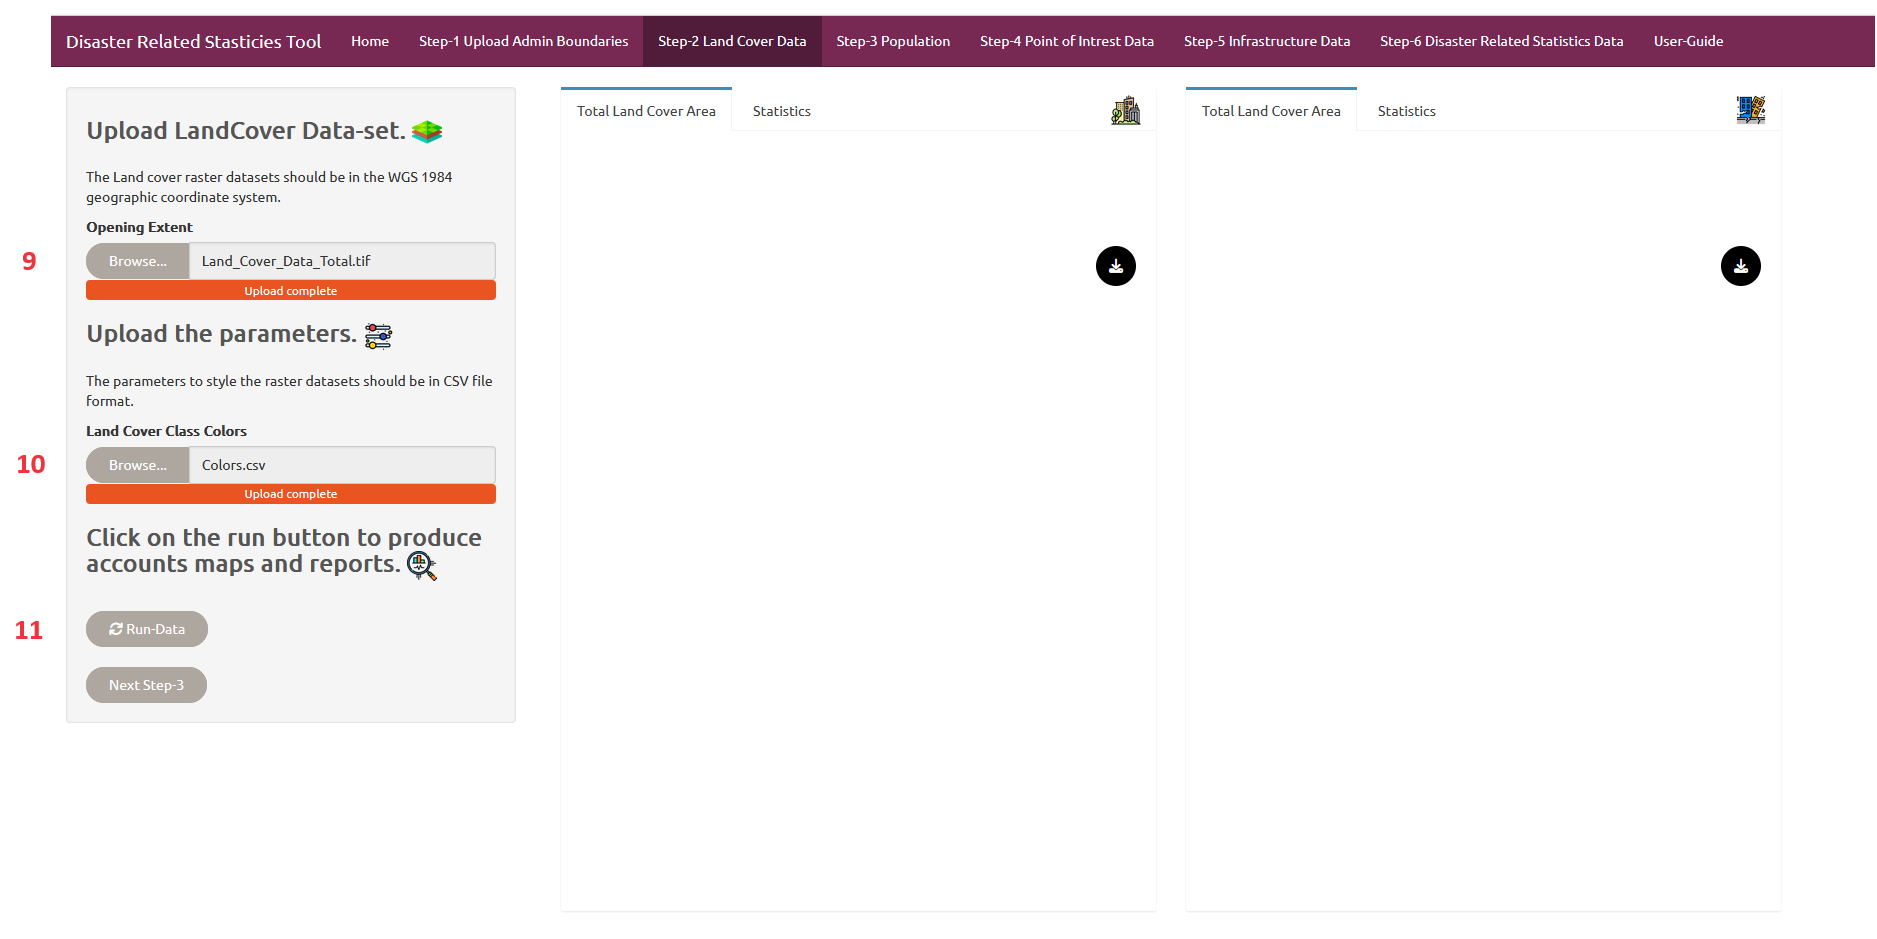 Disaster Related Stasticies Tool Home Step-1 Upload Admin Boundaries Step-2 Land Cover Data Step-3 Population Step-4 Point of Intrest Data Step-5 Infrastructure Data Step-6 Disaster Related Statistics Data User-Guide
Upload LandCover Data-set.
The Land cover raster datasets should be in the WGS 1984
geographic coordinate system.
Opening Extent
9
Browse... Land_Cover_Data_Total.tif
Upload complete
Upload the parameters.
The parameters to style the raster datasets should be in CSV file
format.
Land Cover Class Colors
10
Browse... Colors.csv
Upload complete
Click on the run button to produce
accounts maps and reports.
11
Run-Data
Next Step-3
Total Land Cover Area Statistics
Total Land Cover Area Statistics